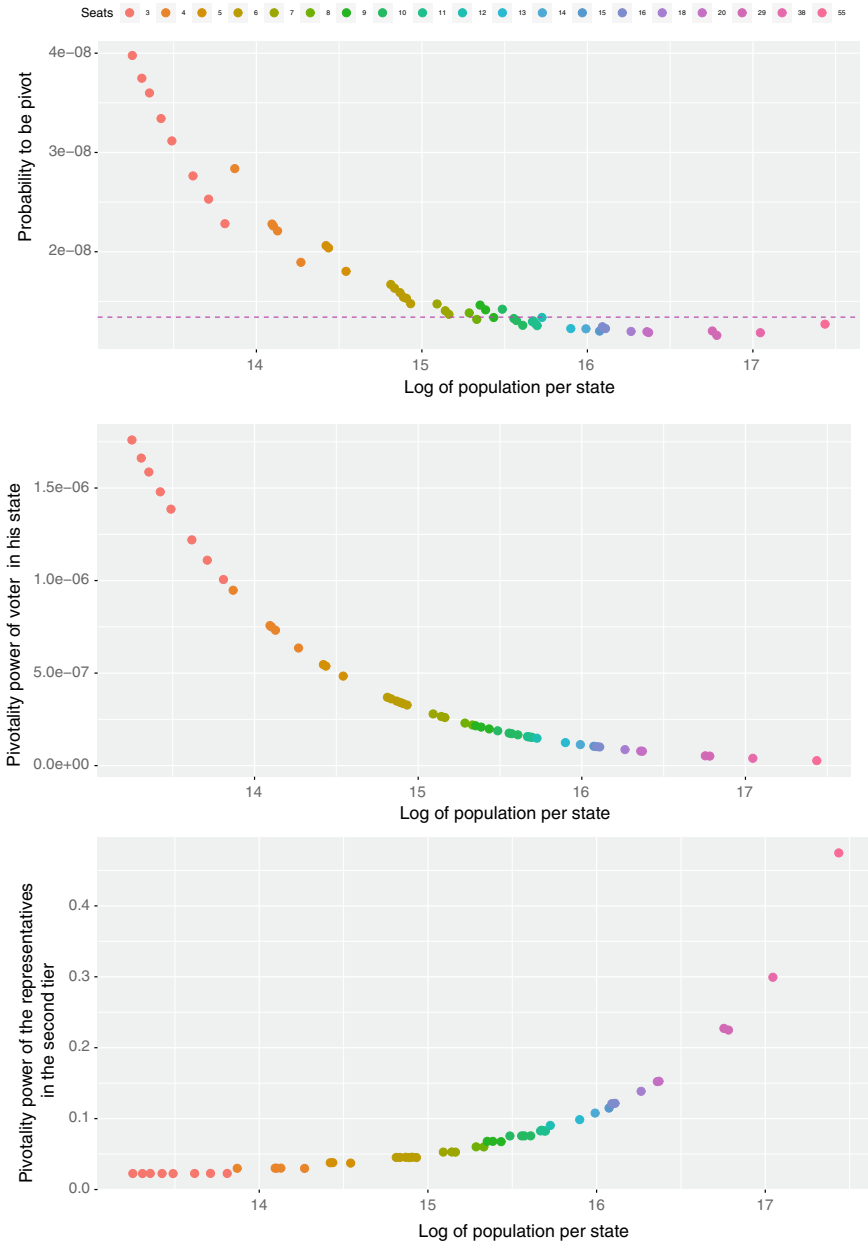 Seats 3 4 5 6 7 8 9 10 11 12 13 14 15 16 18 20 29 38 55
4e−08
3e−08
2e−08
Probability to be pivot
14 15 16 17
Log of population per state
1.5e−06
1.0e−06
5.0e−07
0.0e+00
Pivotality power of voter in his state
14 15 16 17
Log of population per state
0.4
0.3
0.2
0.1
0.0
Pivotality power of the representatives
in the second tier
14 15 16 17
Log of population per state